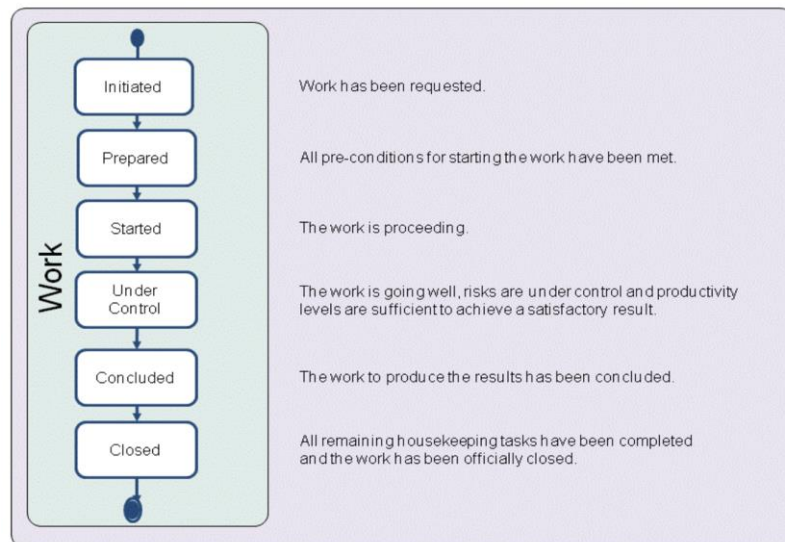 Work
Initiated
Work has been requested.
Prepared
All pre-conditions for starting the work have been met.
Started
The work is proceeding.
Under
Control
The work is going well, risks are under control and productivity
levels are sufficient to achieve a satisfactory result.
Concluded
The work to produce the results has been concluded.
Closed
All remaining housekeeping tasks have been completed
and the work has been officially closed.